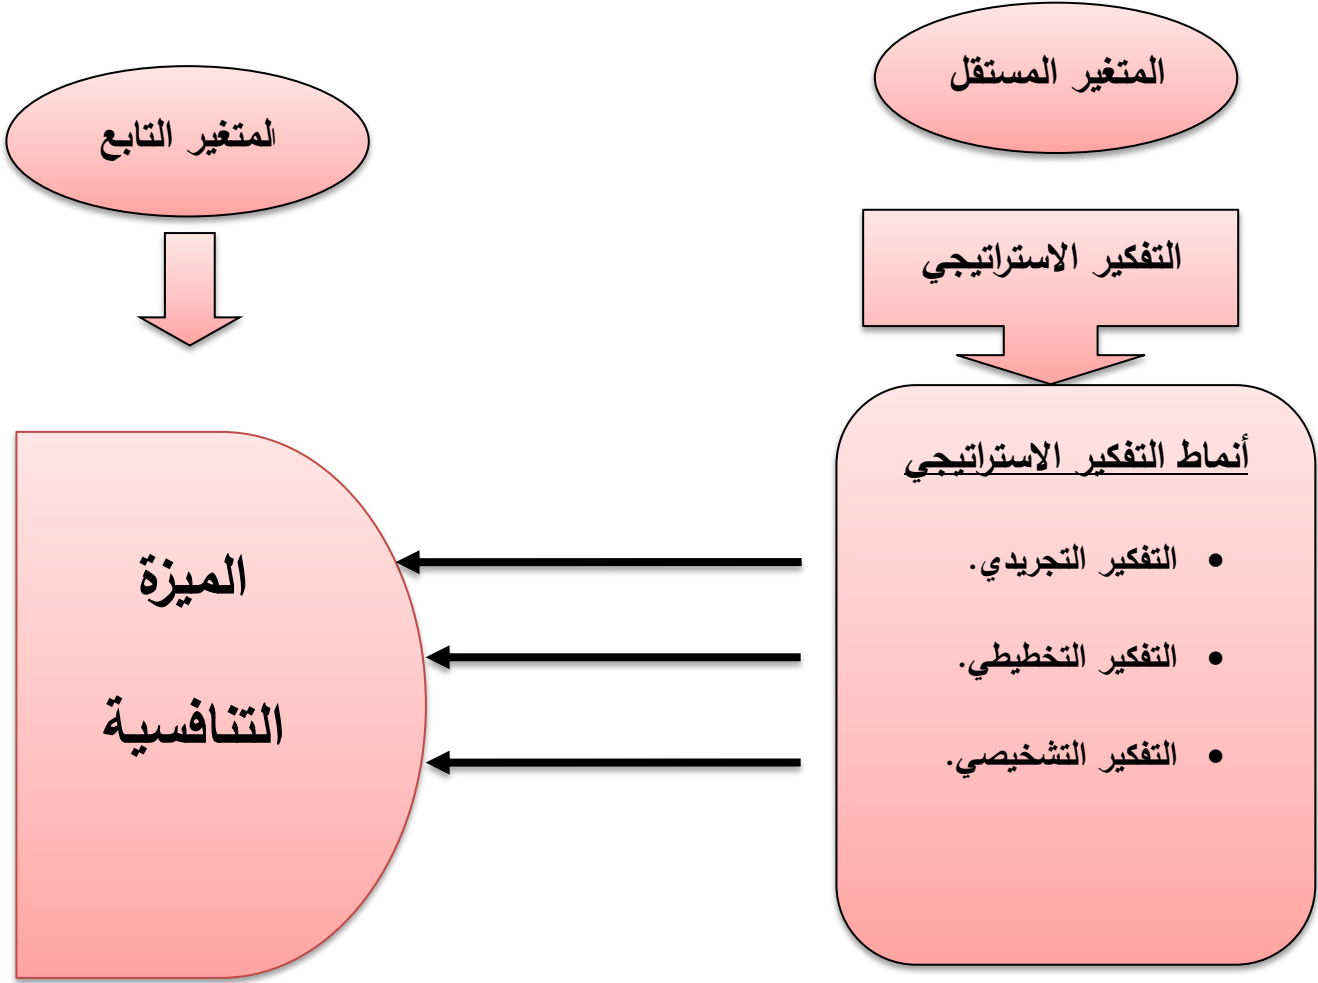 المتغير المستقل
التفكير الاستراتيجي
أنماط التفكير الاستراتيجي
• التفكير التجريدي.
• التفكير التخطيطي.
• التفكير التشخيصي.
المتغير التابع
الميزة
التنافسية